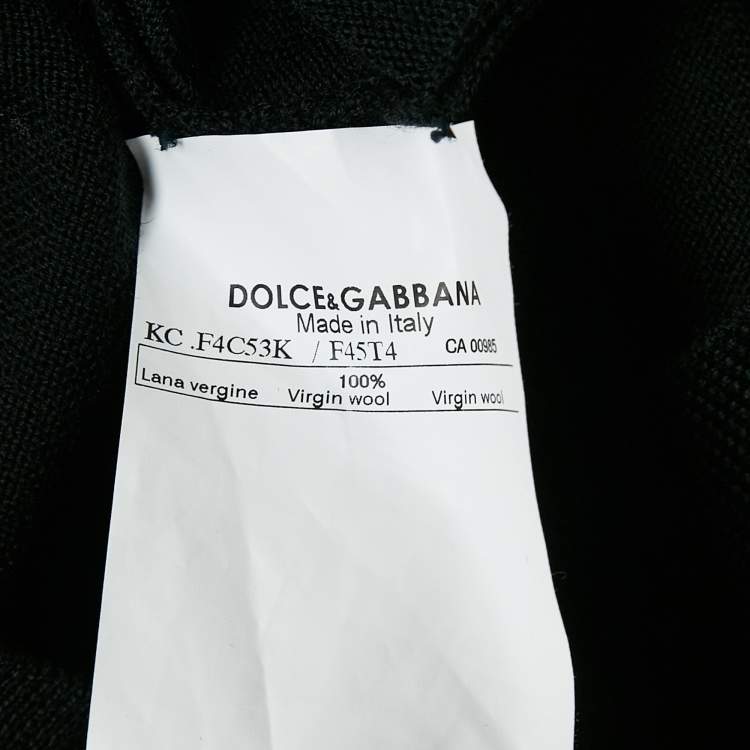 DOLCE&GABBANA
Made in Italy
KC .F4C53K / F45T4 CA 00985
100%
Lana vergine Virgin wool Virgin wool